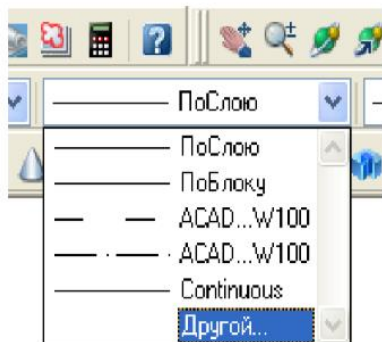 ПоСлою
ПоСлою
ПоБлоку
ACAD...W100
ACAD...W100
Continuous
Другой...